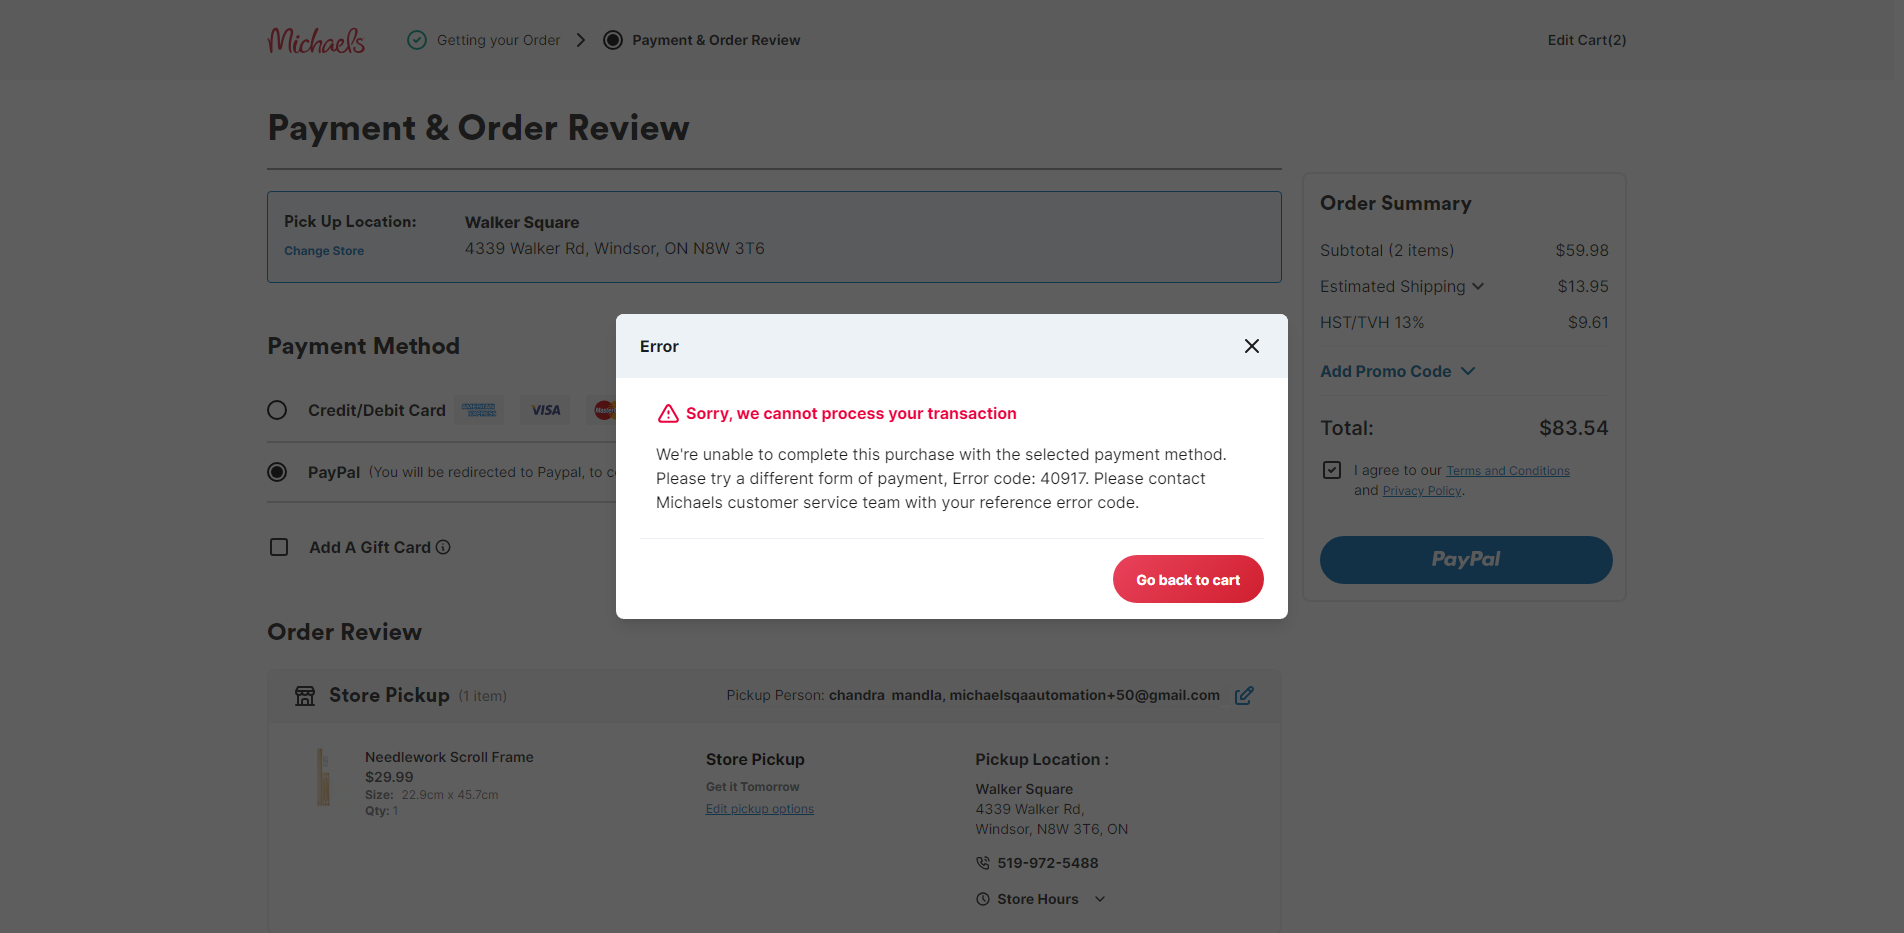 Michaels
Getting your Order
Payment & Order Review
Edit Cart(2)
Payment & Order Review
Pick Up Location:
Walker Square
Change Store
4339 Walker Rd, Windsor, ON N8W 3T6
Payment Method
Credit/Debit Card
AMERICAN EXPRESS
VISA
PayPal (You will be redirected to Paypal, to c
Add A Gift Card
Order Summary
Subtotal (2 items) $59.98
Estimated Shipping $13.95
HST/TVH 13% $9.61
Add Promo Code
Total: $83.54
I agree to our Terms and Conditions
and Privacy Policy.
PayPal
Error
Sorry, we cannot process your transaction
We're unable to complete this purchase with the selected payment method.
Please try a different form of payment, Error code: 40917. Please contact
Michaels customer service team with your reference error code.
Go back to cart
Order Review
Store Pickup (1 item)
Pickup Person: chandra mandla, michaelsqaautomation+50@gmail.com
Needlework Scroll Frame
$29.99
Size: 22.9cm x 45.7cm
Qty: 1
Store Pickup
Get it Tomorrow
Edit pickup options
Pickup Location :
Walker Square
4339 Walker Rd,
Windsor, N8W 3T6, ON
519-972-5488
Store Hours